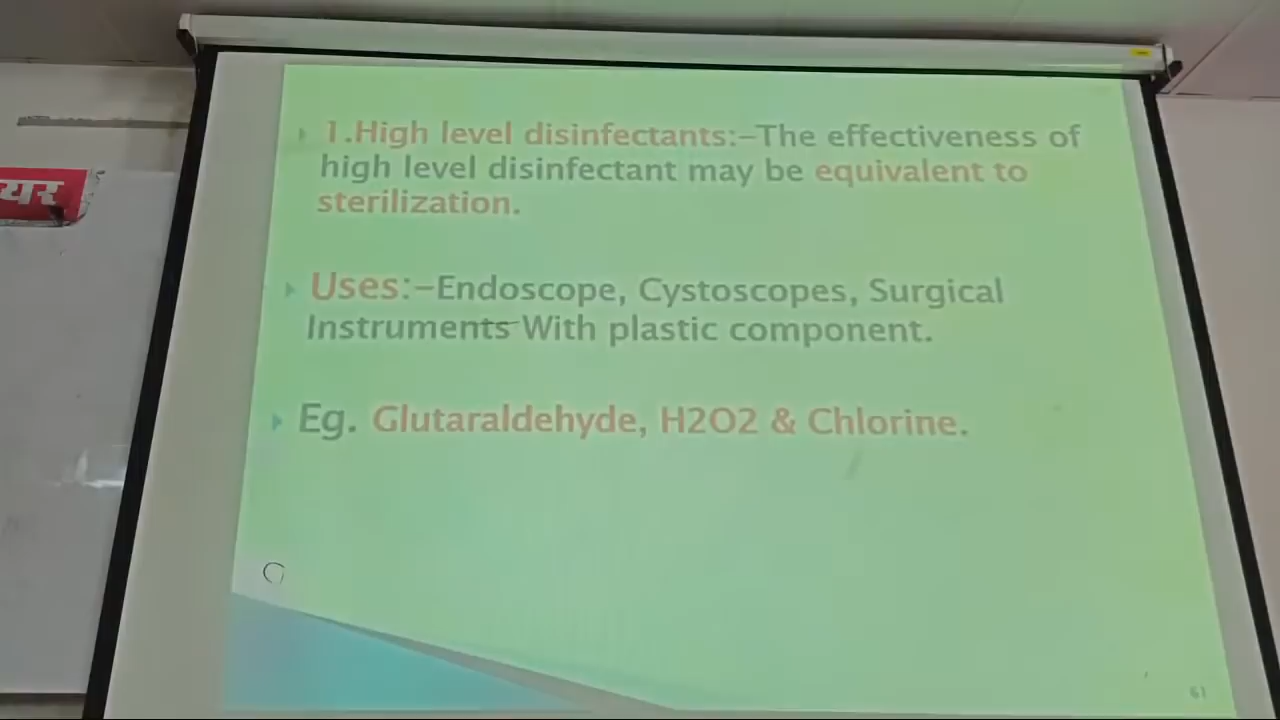 1.High level disinfectants:-The effectiveness of
high level disinfectant may be equivalent to
sterilization.
Uses:-Endoscope, Cystoscopes, Surgical
Instruments With plastic component.
Eg. Glutaraldehyde, H2O2 & Chlorine.
61